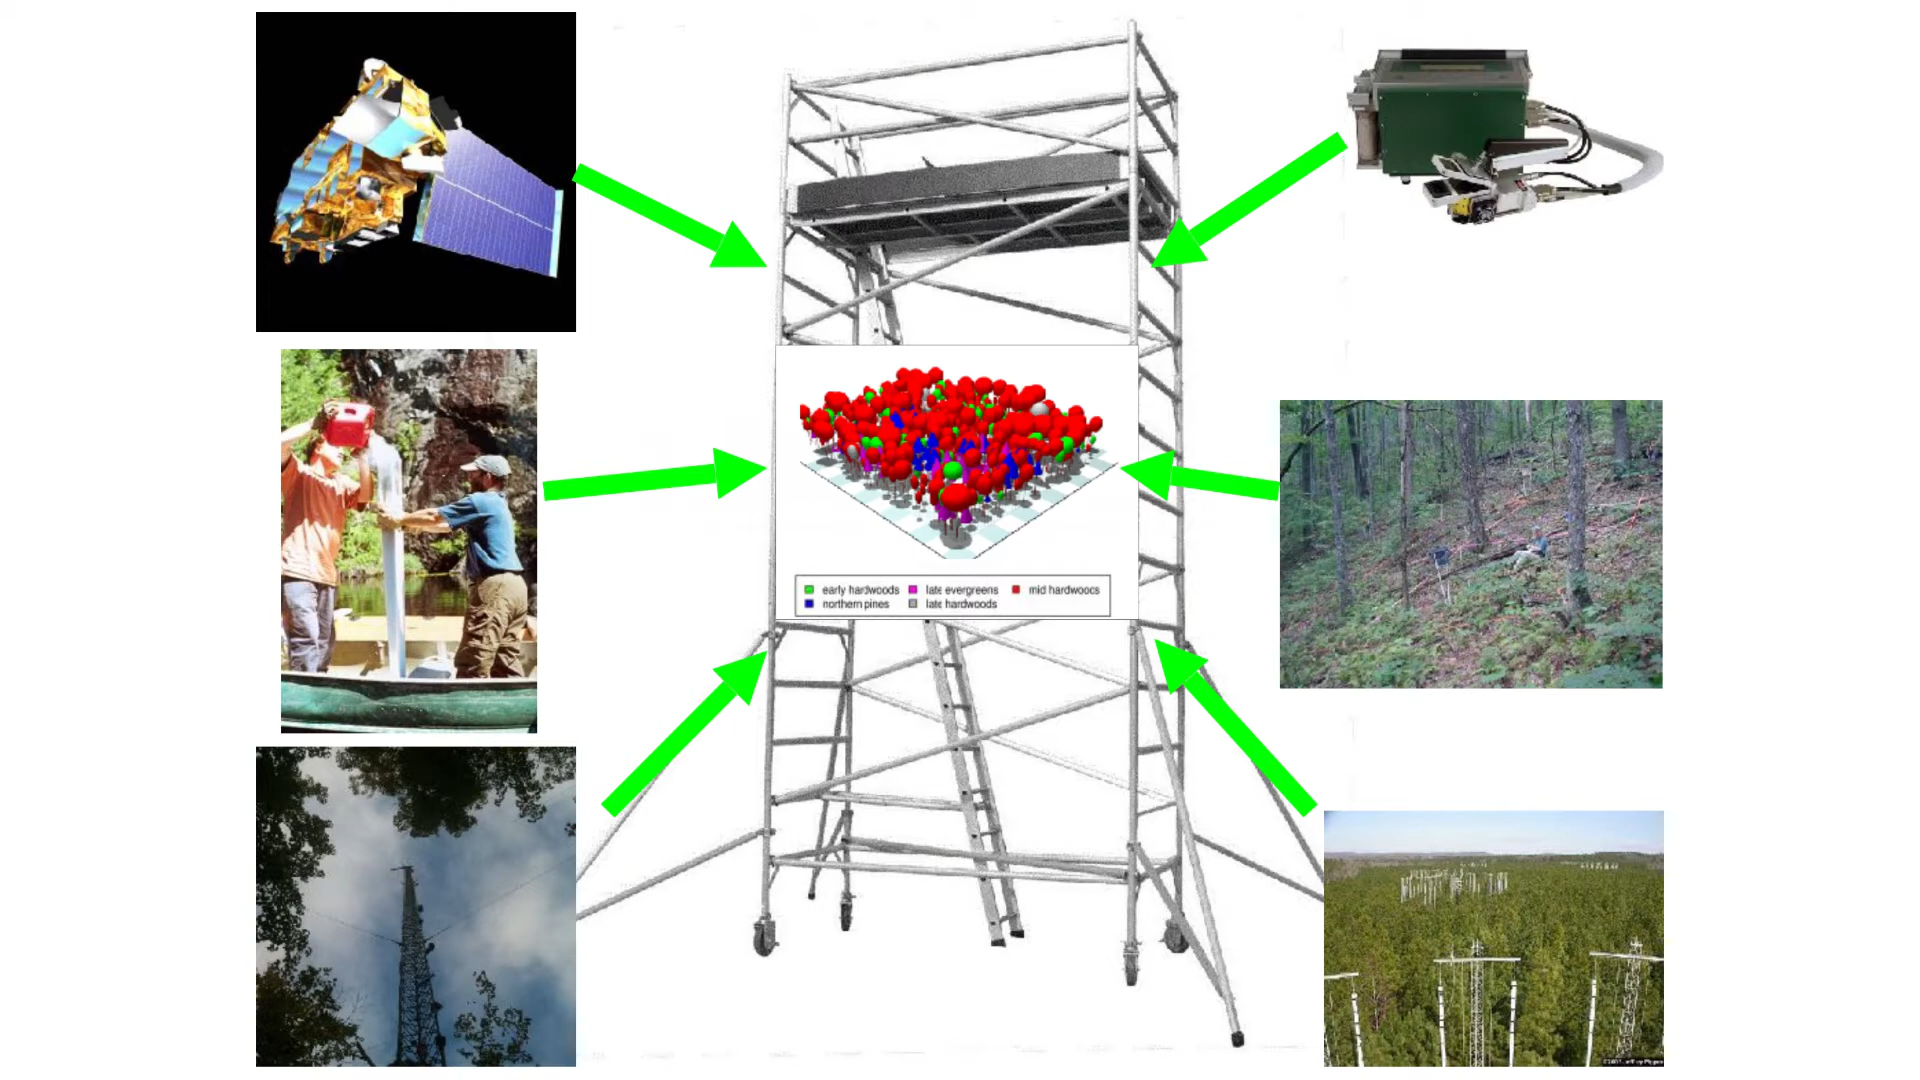 early hardwoods late evergreens mid hardwoods
northern pines late hardwoods